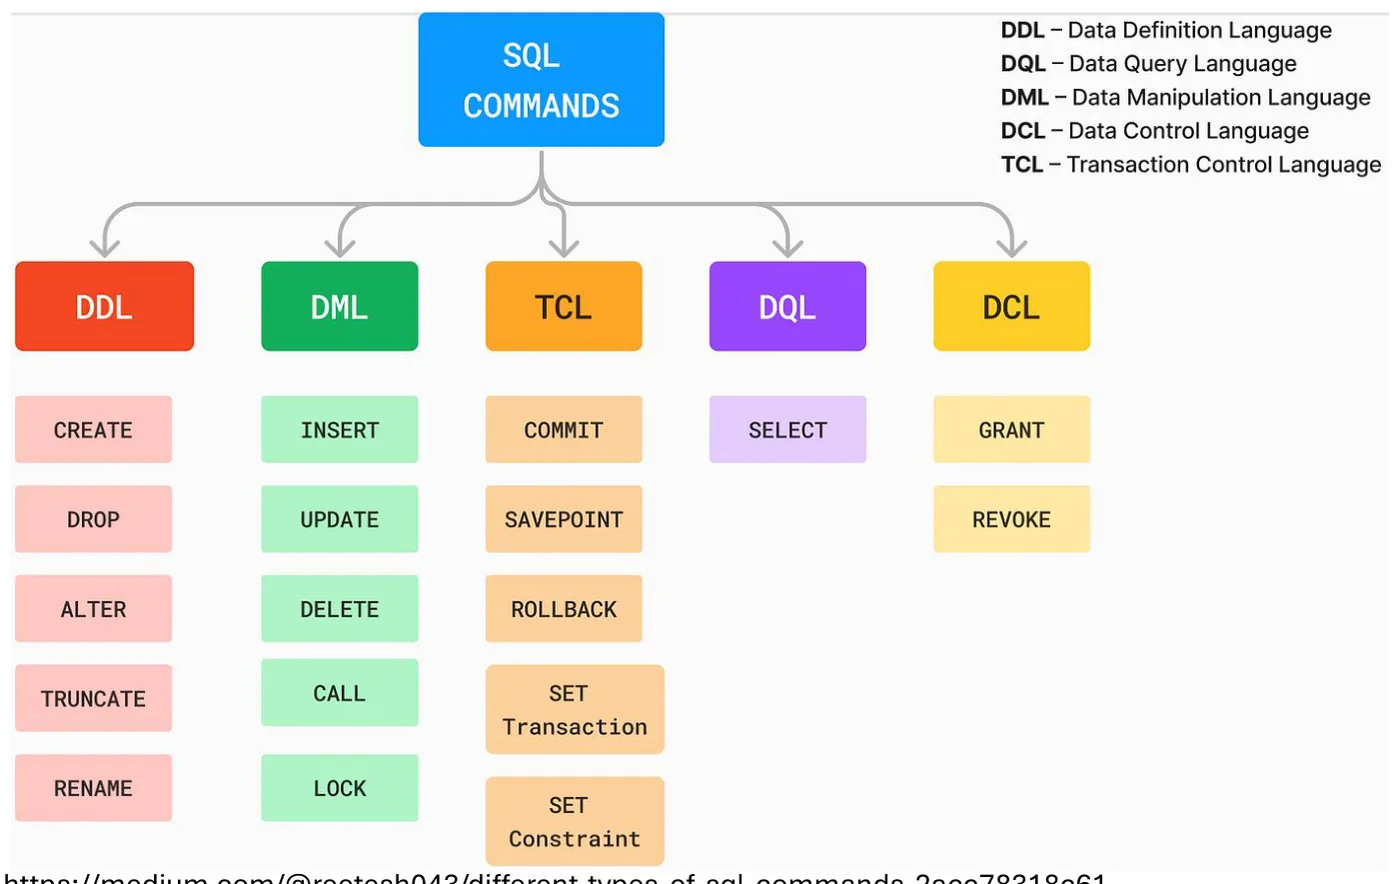 SQL
COMMANDS
DDL – Data Definition Language
DQL – Data Query Language
DML – Data Manipulation Language
DCL – Data Control Language
TCL – Transaction Control Language
DDL
DML
TCL
DQL
DCL
CREATE
INSERT
COMMIT
SELECT
GRANT
DROP
UPDATE
SAVEPOINT
REVOKE
ALTER
DELETE
ROLLBACK
TRUNCATE
CALL
SET
Transaction
RENAME
LOCK
SET
Constraint